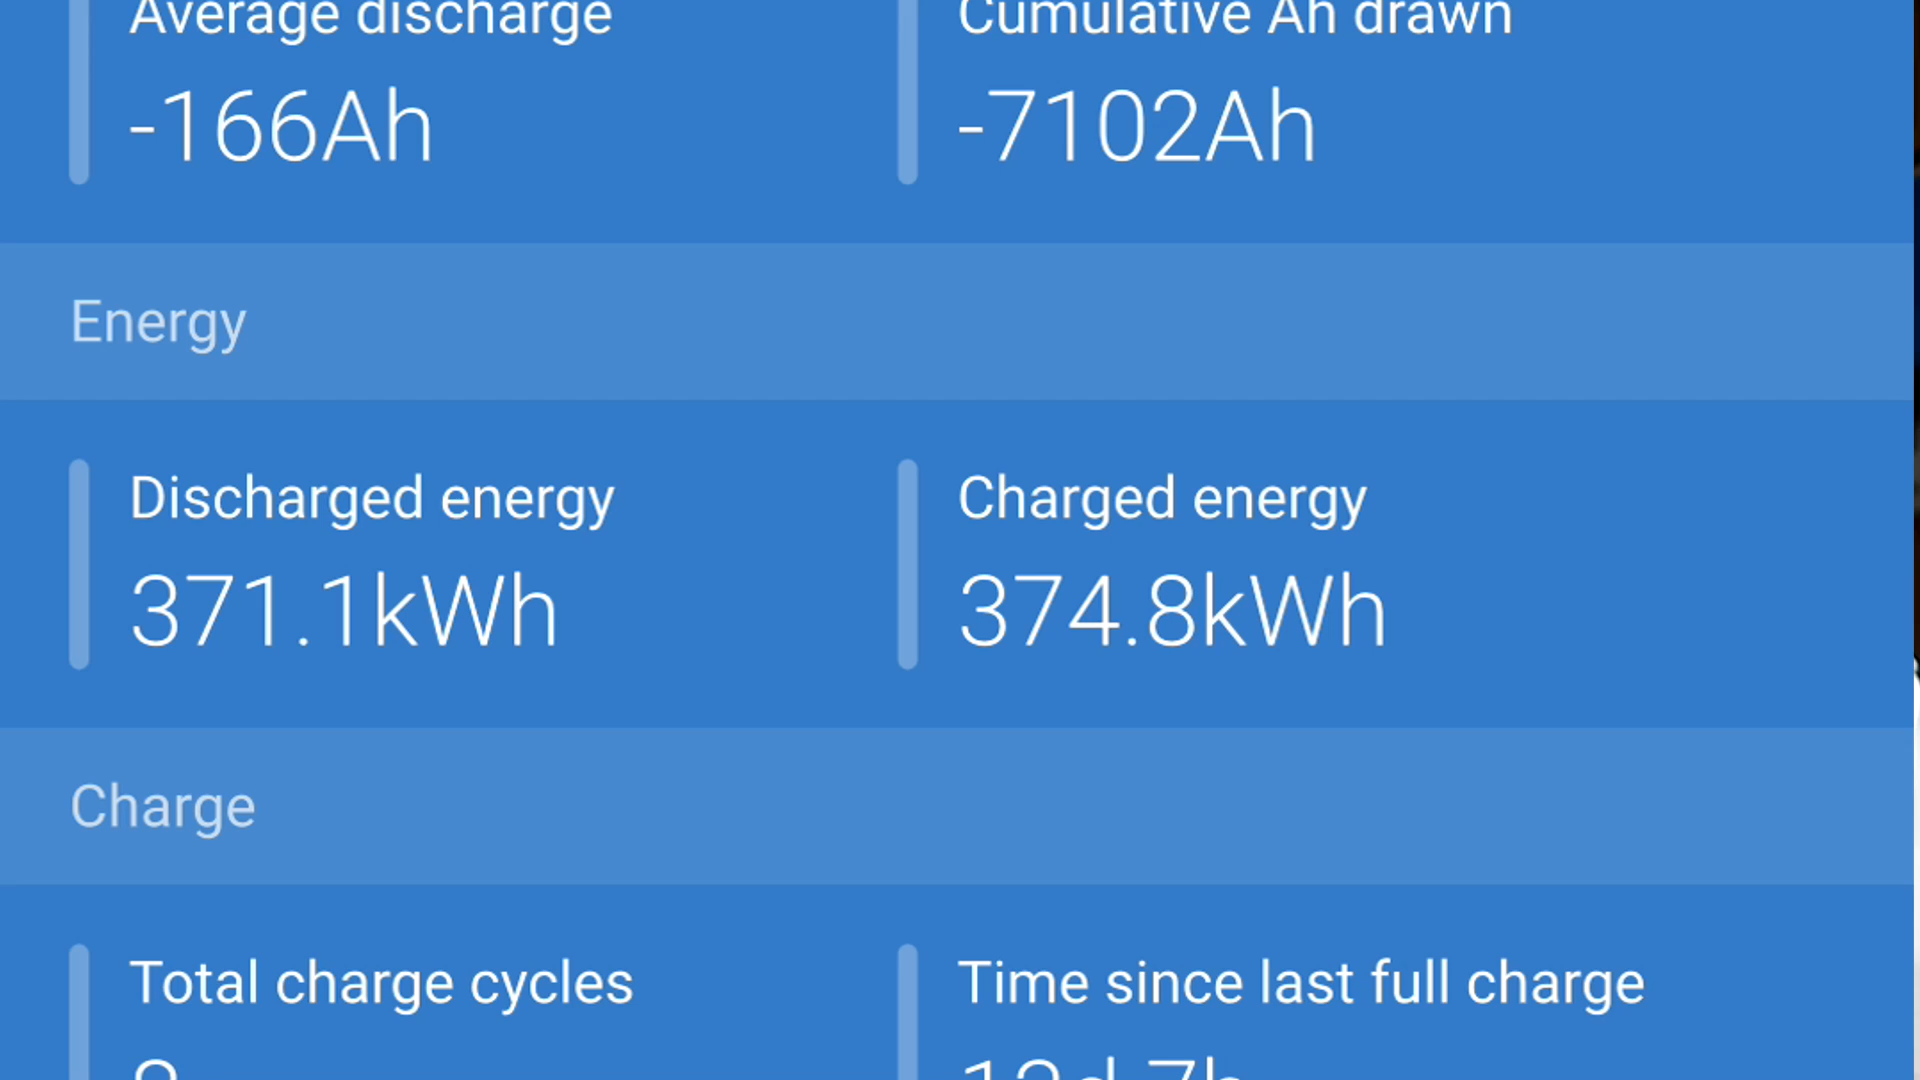 Average discharge
Cumulative Ah drawn
-166Ah
-7102Ah
Energy
Discharged energy
Charged energy
371.1kWh
374.8kWh
Charge
Total charge cycles
Time since last full charge